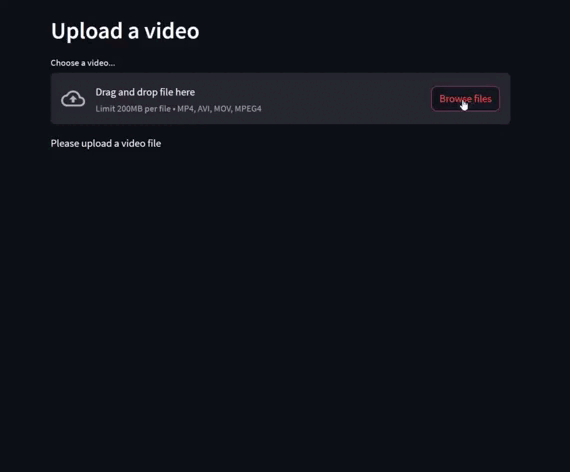 Upload a video
Choose a video...
Drag and drop file here
Limit 200MB per file • MP4, AVI, MOV, MPEG4
Browse files
Please upload a video file